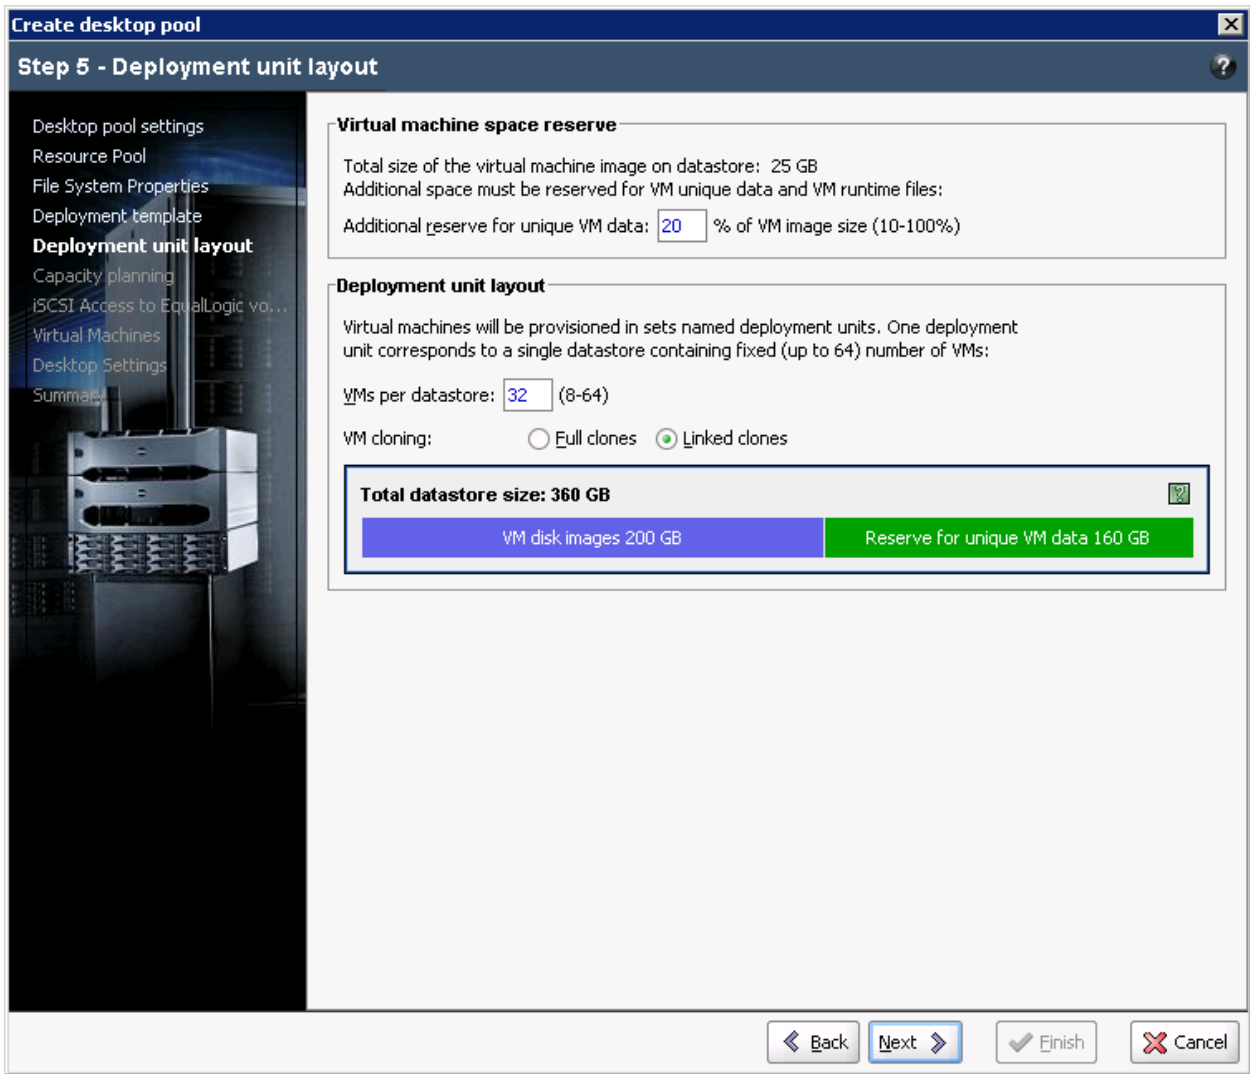 Create desktop pool
Step 5 - Deployment unit layout
Desktop pool settings
Resource Pool
File System Properties
Deployment template
Deployment unit layout
Capacity planning
iSCSI Access to EqualLogic vo...
Virtual Machines
Desktop Settings
Summary
Virtual machine space reserve
Total size of the virtual machine image on datastore: 25 GB
Additional space must be reserved for VM unique data and VM runtime files:
Additional reserve for unique VM data: 20 % of VM image size (10-100%)
Deployment unit layout
Virtual machines will be provisioned in sets named deployment units. One deployment
unit corresponds to a single datastore containing fixed (up to 64) number of VMs:
VMs per datastore: 32 (8-64)
VM cloning: Full clones Linked clones
Total datastore size: 360 GB
VM disk images 200 GB Reserve for unique VM data 160 GB
Back Next Finish Cancel